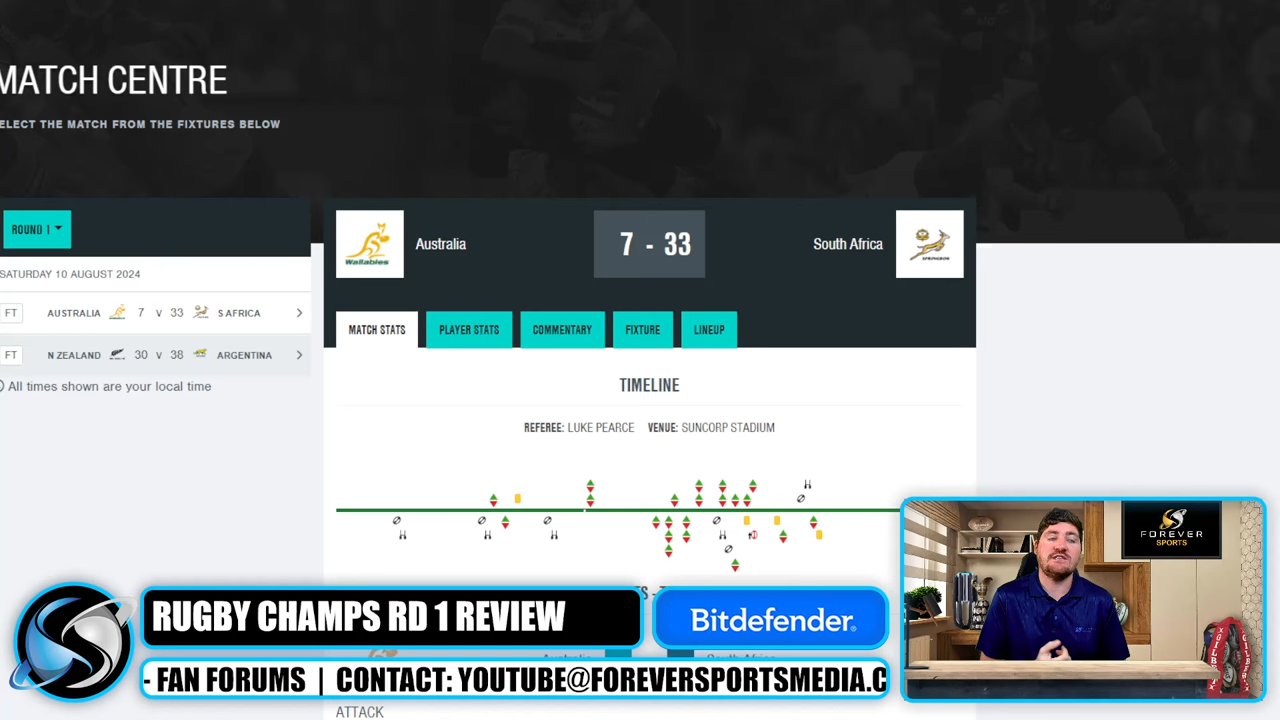 MATCH CENTRE
ELECT THE MATCH FROM THE FIXTURES BELOW
ROUND 1
SATURDAY 10 AUGUST 2024
FT AUSTRALIA 7 v 33 S AFRICA
FT N ZEALAND 30 v 38 ARGENTINA
All times shown are your local time
Wallabies
Australia
7 - 33
South Africa
SPRINGBOKS
MATCH STATS
PLAYER STATS
COMMENTARY
FIXTURE
LINEUP
TIMELINE
REFEREE: LUKE PEARCE VENUE: SUNCORP STADIUM
RUGBY CHAMPS RD 1 REVIEW
Bitdefender.
- FAN FORUMS | CONTACT: YOUTUBE@FOREVERSPORTSMEDIA.C
ATTACK
FOREVER
SPORTS